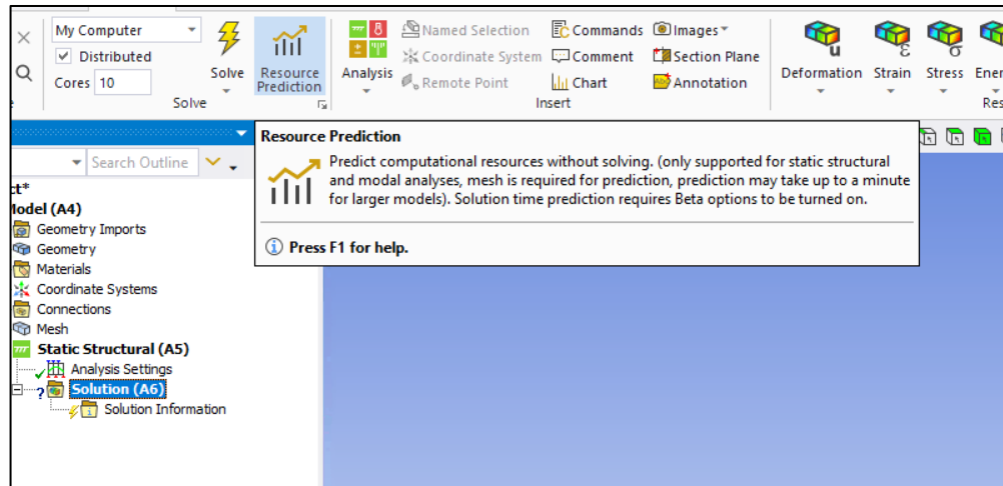 My Computer
Distributed
Cores 10
Solve
Resource
Prediction
Solve
Analysis
Named Selection
Coordinate System
Remote Point
Commands
Comment
Chart
Images
Section Plane
Annotation
Insert
Deformation
Strain
Stress
Ener
Res
Search Outline
ct*
Model (A4)
Geometry Imports
Geometry
Materials
Coordinate Systems
Connections
Mesh
Static Structural (A5)
Analysis Settings
Solution (A6)
Solution Information
Resource Prediction
Predict computational resources without solving. (only supported for static structural
and modal analyses, mesh is required for prediction, prediction may take up to a minute
for larger models). Solution time prediction requires Beta options to be turned on.
Press F1 for help.